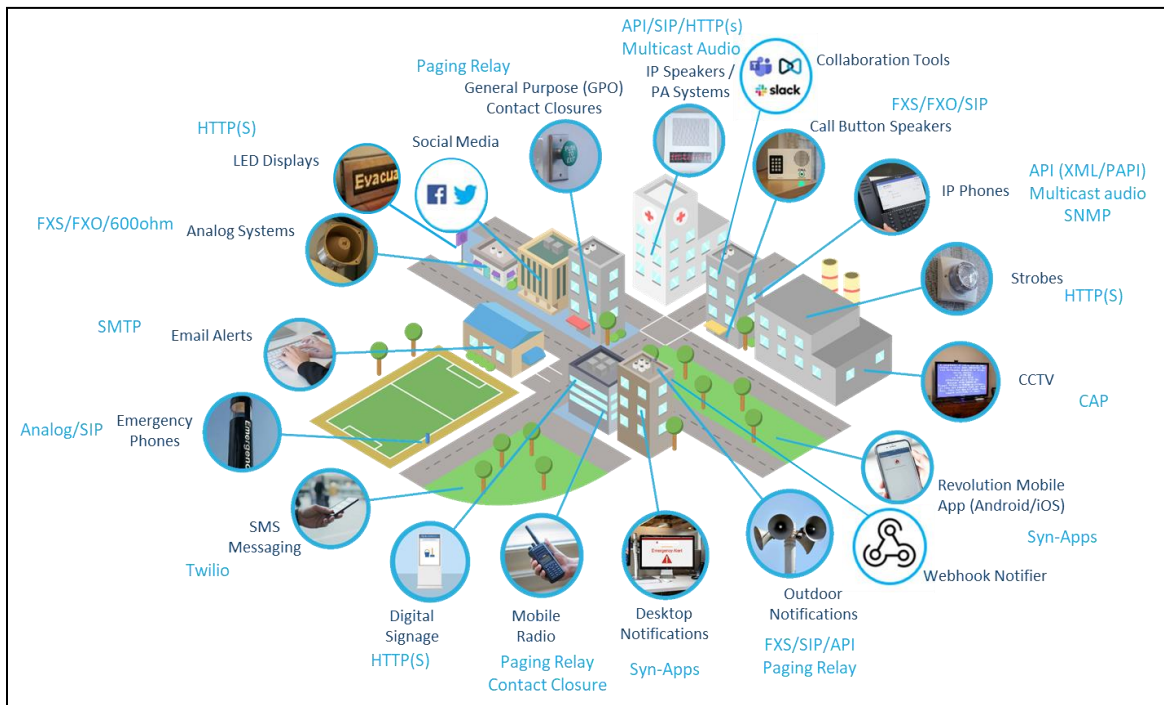 API/SIP/HTTP(s)
Multicast Audio
IP Speakers /
PA Systems
slack
Collaboration Tools
Paging Relay
General Purpose (GPO)
Contact Closures
FXS/FXO/SIP
Call Button Speakers
HTTP(S)
LED Displays
Evacua
Social Media
API (XML/PAPI)
Multicast audio
SNMP
IP Phones
FXS/FXO/600ohm
Analog Systems
Strobes
HTTP(S)
SMTP
Email Alerts
CCTV
CAP
Analog/SIP
Emergency
Phones
Emergenc
Revolution Mobile
App (Android/iOS)
Syn-Apps
SMS
Messaging
Twilio
Webhook Notifier
Digital
Signage
HTTP(S)
Mobile
Radio
Paging Relay
Contact Closure
Emergency Alert
Desktop
Notifications
Syn-Apps
Outdoor
Notifications
FXS/SIP/API
Paging Relay